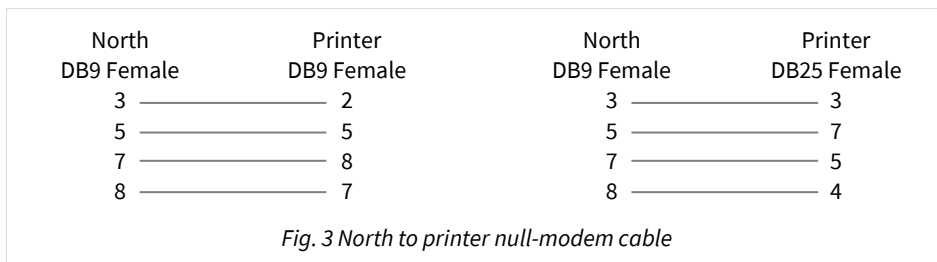 North Printer North Printer
DB9 Female DB9 Female DB9 Female DB25 Female
3 2 3 3
5 5 5 7
7 8 7 5
8 7 8 4
Fig. 3 North to printer null-modem cable